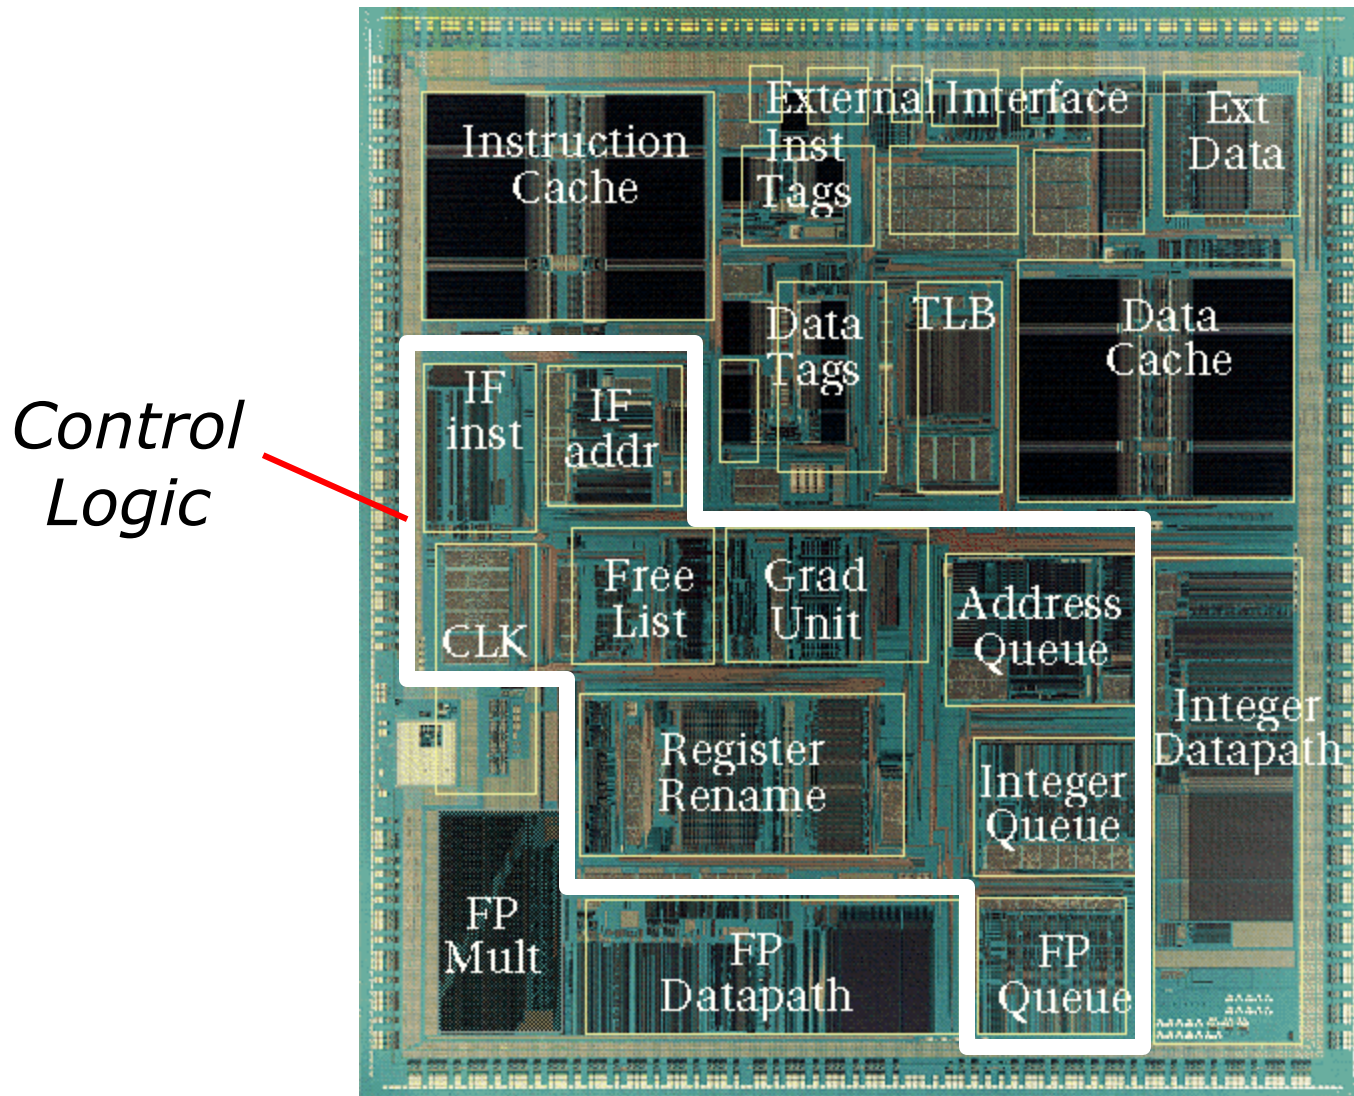 External Interface
Instruction
Cache
Inst
Tags
Ext
Data
Data
Tags
TLB
Data
Cache
Control
Logic
IF
inst
IF
addr
CLK
Free
List
Grad
Unit
Address
Queue
Integer
Datapath
Register
Rename
Integer
Queue
FP
Mult
FP
Datapath
FP
Queue